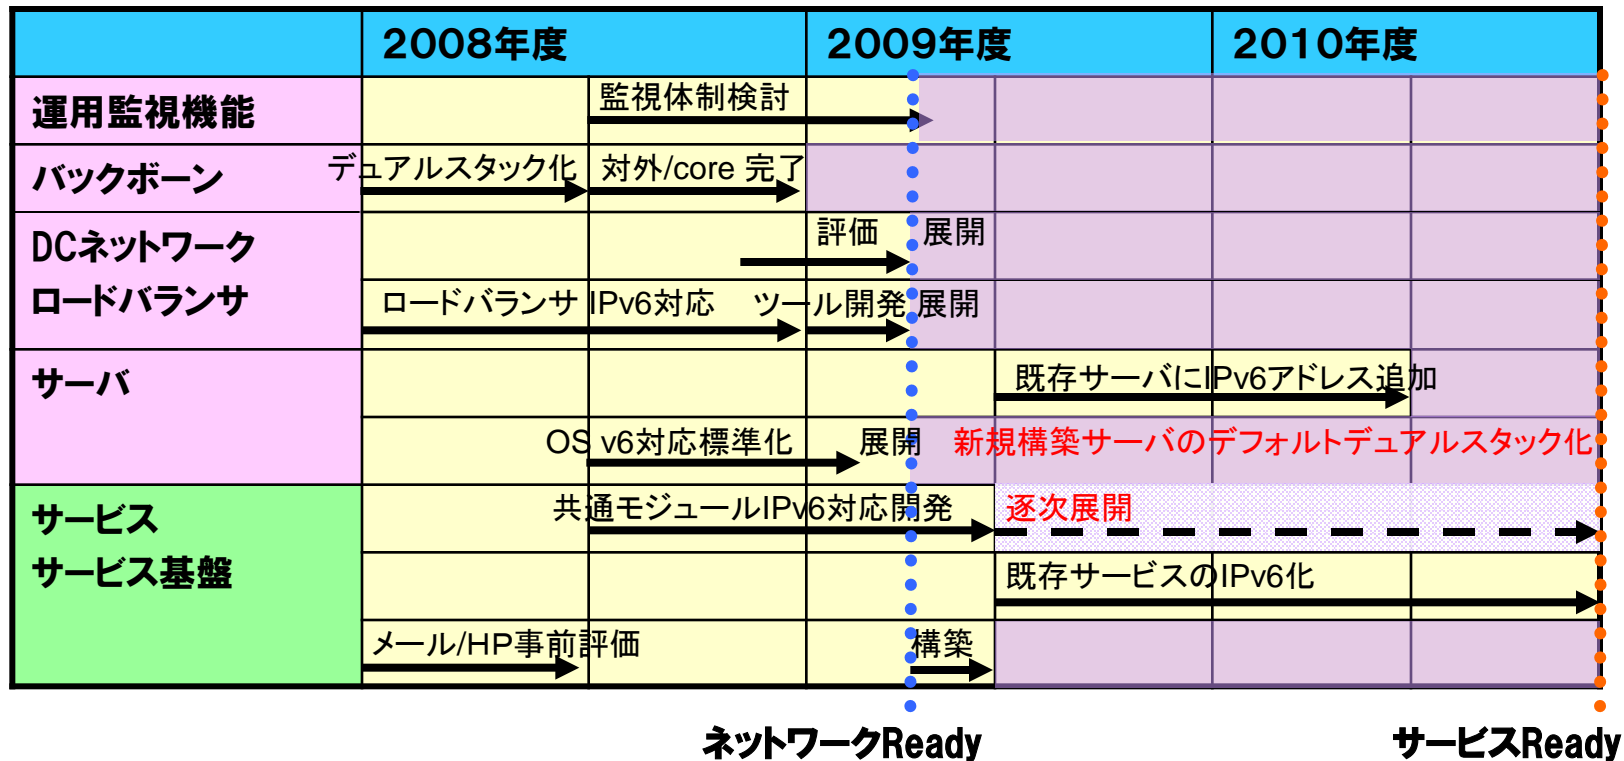 2008年度 2009年度 2010年度
運用監視機能 監視体制検討
バックボーン デュアルスタック化 対外/core 完了
DCネットワーク 評価 展開
ロードバランサ ロードバランサ IPv6対応 ツール開発 展開
サーバ 既存サーバにIPv6アドレス追加
OS v6対応標準化 展開 新規構築サーバのデフォルトデュアルスタック化
サービス 共通モジュールIPv6対応開発 逐次展開
サービス基盤 既存サービスのIPv6化
メール/HP事前評価 構築
ネットワークReady サービスReady